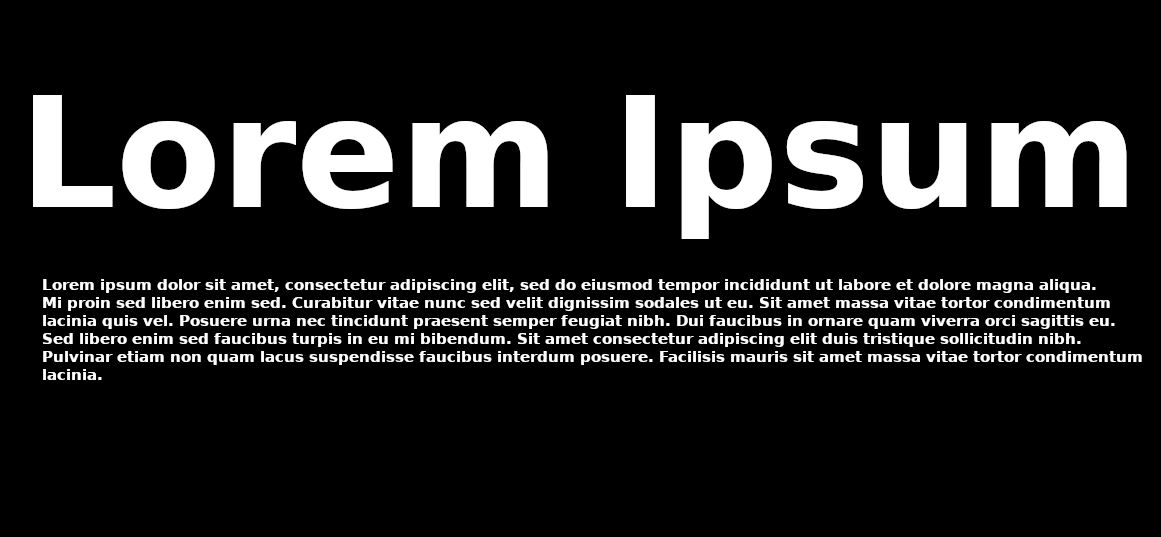 Lorem Ipsum
Lorem ipsum dolor sit amet, consectetur adipiscing elit, sed do eiusmod tempor incididunt ut labore et dolore magna aliqua.
Mi proin sed libero enim sed. Curabitur vitae nunc sed velit dignissim sodales ut eu. Sit amet massa vitae tortor condimentum
lacinia quis vel. Posuere urna nec tincidunt praesent semper feugiat nibh. Dui faucibus in ornare quam viverra orci sagittis eu.
Sed libero enim sed faucibus turpis in eu mi bibendum. Sit amet consectetur adipiscing elit duis tristique sollicitudin nibh.
Pulvinar etiam non quam lacus suspendisse faucibus interdum posuere. Facilisis mauris sit amet massa vitae tortor condimentum
lacinia.